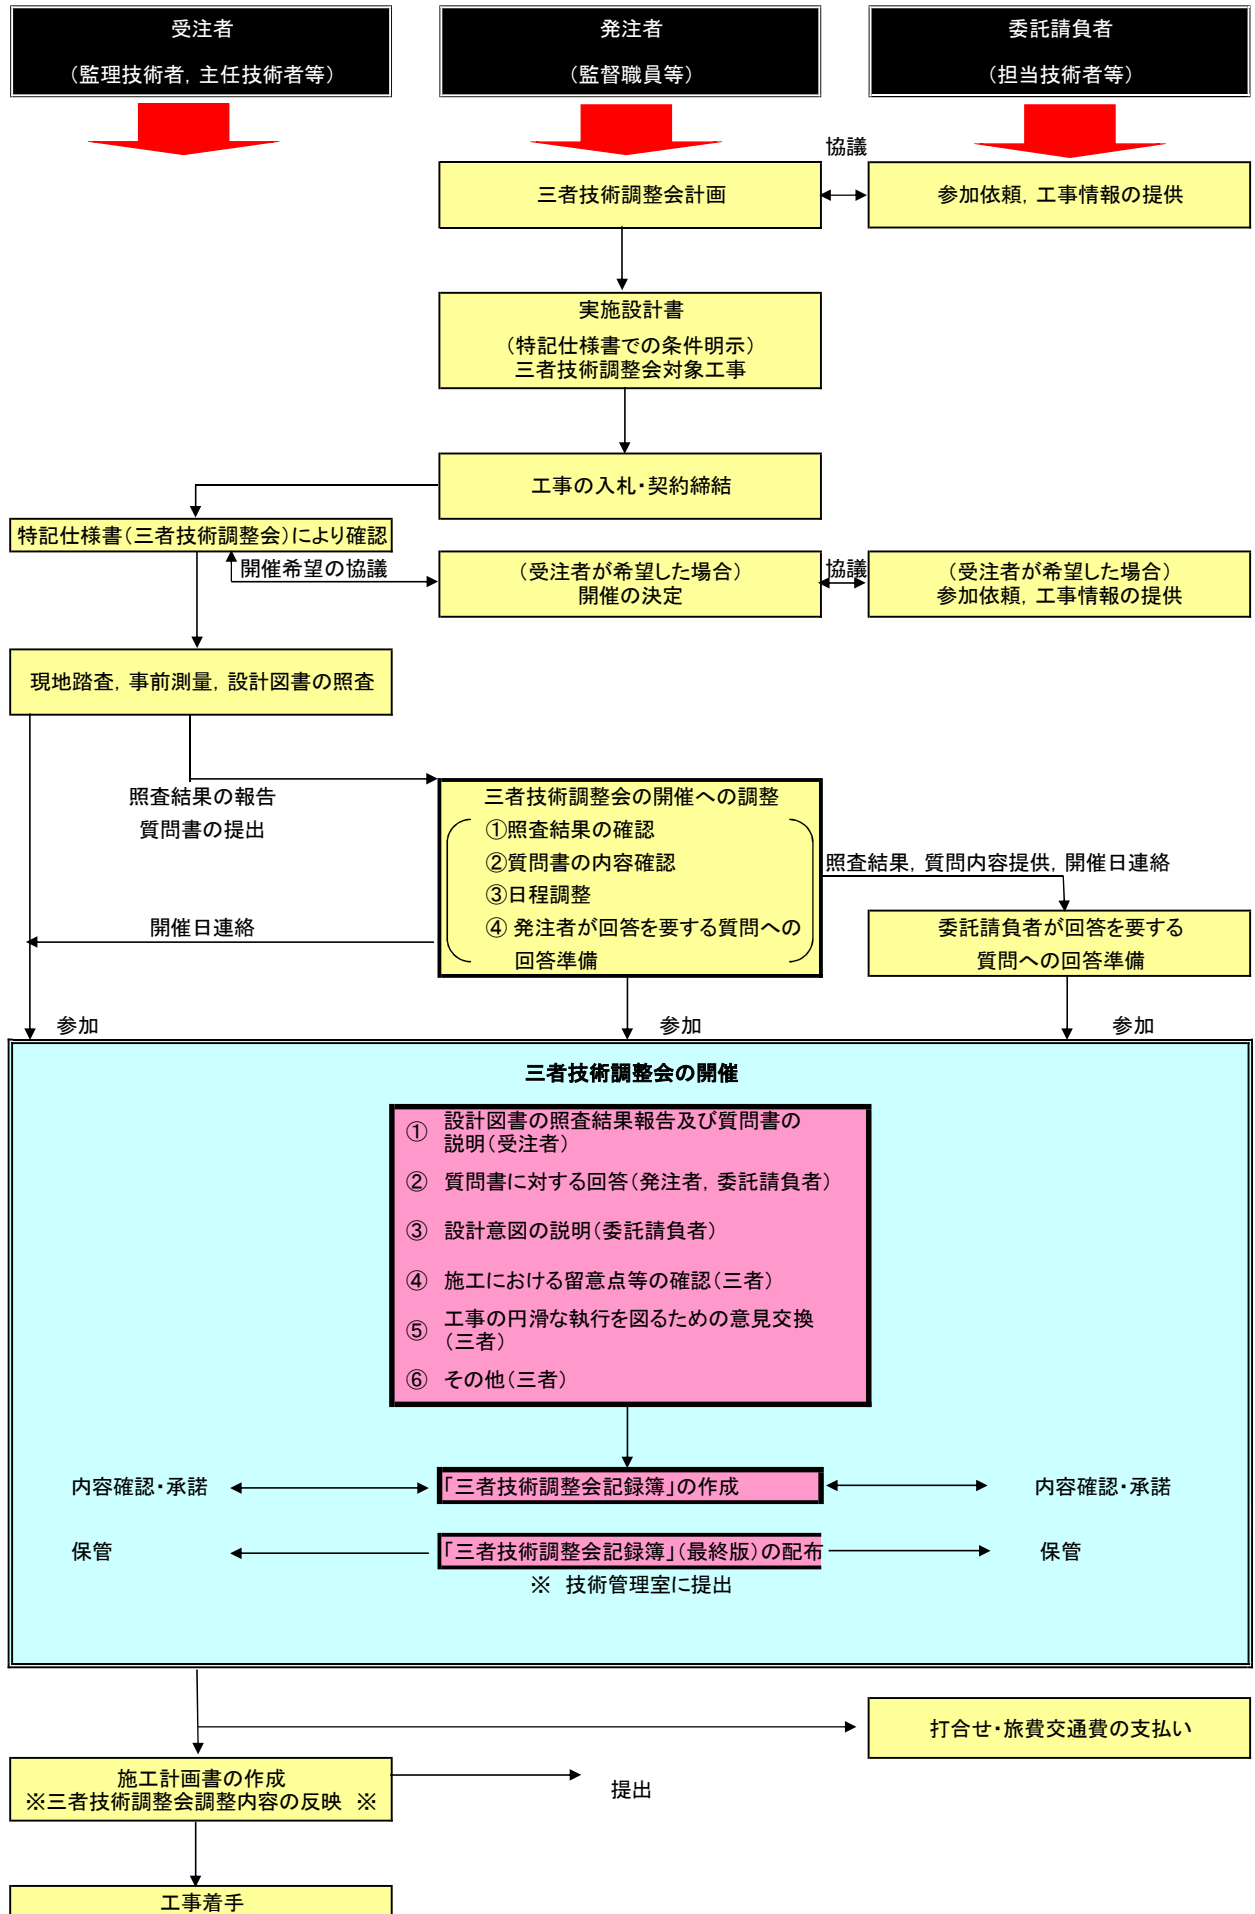 受注者
（監理技術者，主任技術者等）
発注者
（監督職員等）
委託請負者
（担当技術者等）
協議
三者技術調整会計画
参加依頼，工事情報の提供
実施設計書
（特記仕様書での条件明示）
三者技術調整会対象工事
工事の入札・契約締結
特記仕様書（三者技術調整会）により確認
開催希望の協議
（受注者が希望した場合）
開催の決定
協議
（受注者が希望した場合）
参加依頼，工事情報の提供
現地踏査，事前測量，設計図書の照査
照査結果の報告
質問書の提出
三者技術調整会の開催への調整
①照査結果の確認
②質問書の内容確認
③日程調整
④ 発注者が回答を要する質問への
回答準備
照査結果，質問内容提供，開催日連絡
開催日連絡
委託請負者が回答を要する
質問への回答準備
参加
参加
参加
三者技術調整会の開催
① 設計図書の照査結果報告及び質問書の
説明（受注者）
② 質問書に対する回答（発注者，委託請負者）
③ 設計意図の説明（委託請負者）
④ 施工における留意点等の確認（三者）
⑤ 工事の円滑な執行を図るための意見交換
（三者）
⑥ その他（三者）
内容確認・承諾
「三者技術調整会記録簿」の作成
内容確認・承諾
保管
「三者技術調整会記録簿」（最終版）の配布
保管
※ 技術管理室に提出
打合せ・旅費交通費の支払い
施工計画書の作成
※三者技術調整会調整内容の反映 ※
提出
工事着手